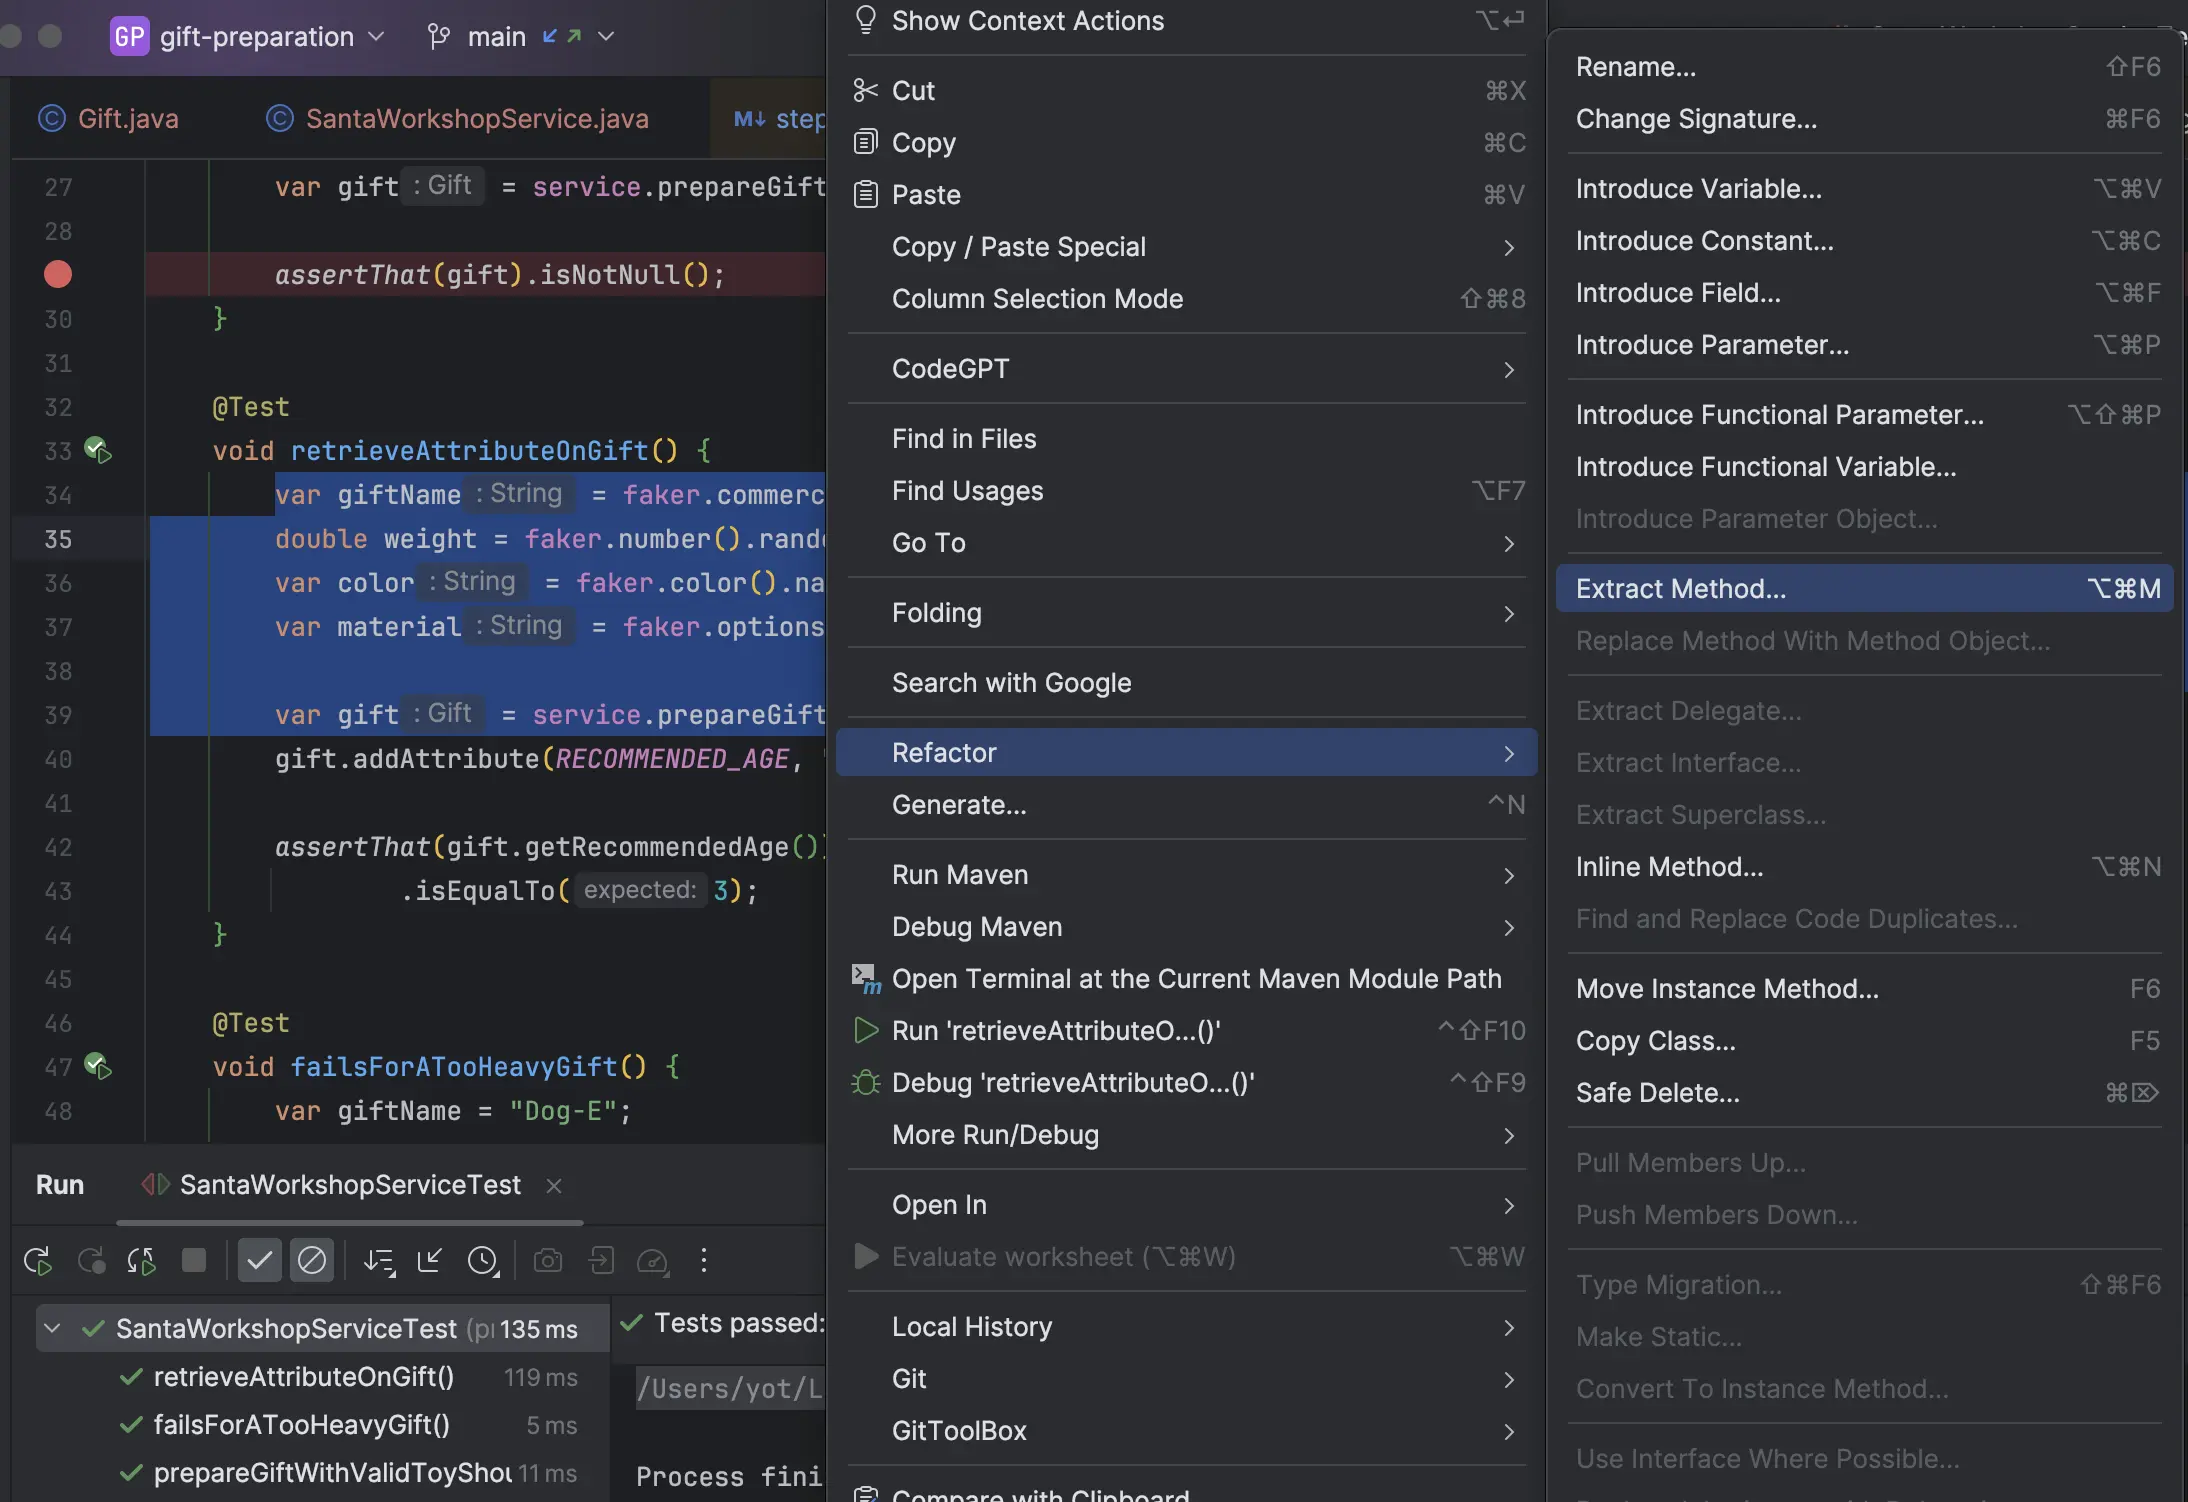 GP gift-preparation main
Gift.java SantaWorkshopService.java M↓ step
27 var gift : Gift = service.prepareGift
28
assertThat(gift).isNotNull();
30 }
31
32 @Test
33 void retrieveAttributeOnGift() {
34 var giftName : String = faker.commerc
35 double weight = faker.number().rand
36 var color : String = faker.color().na
37 var material : String = faker.options
38
39 var gift : Gift = service.prepareGift
40 gift.addAttribute(RECOMMENDED_AGE,
41
42 assertThat(gift.getRecommendedAge())
43 .isEqualTo( expected: 3);
44 }
45
46 @Test
47 void failsForATooHeavyGift() {
48 var giftName = "Dog-E";
Run SantaWorkshopServiceTest ×
SantaWorkshopServiceTest 135 ms
retrieveAttributeOnGift() 119 ms
failsForATooHeavyGift() 5 ms
prepareGiftWithValidToyShou 11 ms
Tests passed:
/Users/yot/L
Process fini
Show Context Actions ⌥⏎
Cut ⌘X
Copy ⌘C
Paste ⌘V
Copy / Paste Special
Column Selection Mode ⇧⌘8
CodeGPT
Find in Files
Find Usages ⌥F7
Go To
Folding
Search with Google
Refactor
Generate... ^N
Run Maven
Debug Maven
Open Terminal at the Current Maven Module Path
Run 'retrieveAttributeO...()' ^⇧F10
Debug 'retrieveAttributeO...()' ^⇧F9
More Run/Debug
Open In
Evaluate worksheet (⌥⌘W) ⌥⌘W
Local History
Git
GitToolBox
Compare with Clipboard
Rename... ⇧F6
Change Signature... ⌘F6
Introduce Variable... ⌥⌘V
Introduce Constant... ⌥⌘C
Introduce Field... ⌥⌘F
Introduce Parameter... ⌥⌘P
Introduce Functional Parameter... ⌥⇧⌘P
Introduce Functional Variable...
Introduce Parameter Object...
Extract Method... ⌥⌘M
Replace Method With Method Object...
Extract Delegate...
Extract Interface...
Extract Superclass...
Inline Method... ⌥⌘N
Find and Replace Code Duplicates...
Move Instance Method... F6
Copy Class... F5
Safe Delete... ⌘⌦
Pull Members Up...
Push Members Down...
Type Migration... ⇧⌘F6
Make Static...
Convert To Instance Method...
Use Interface Where Possible...